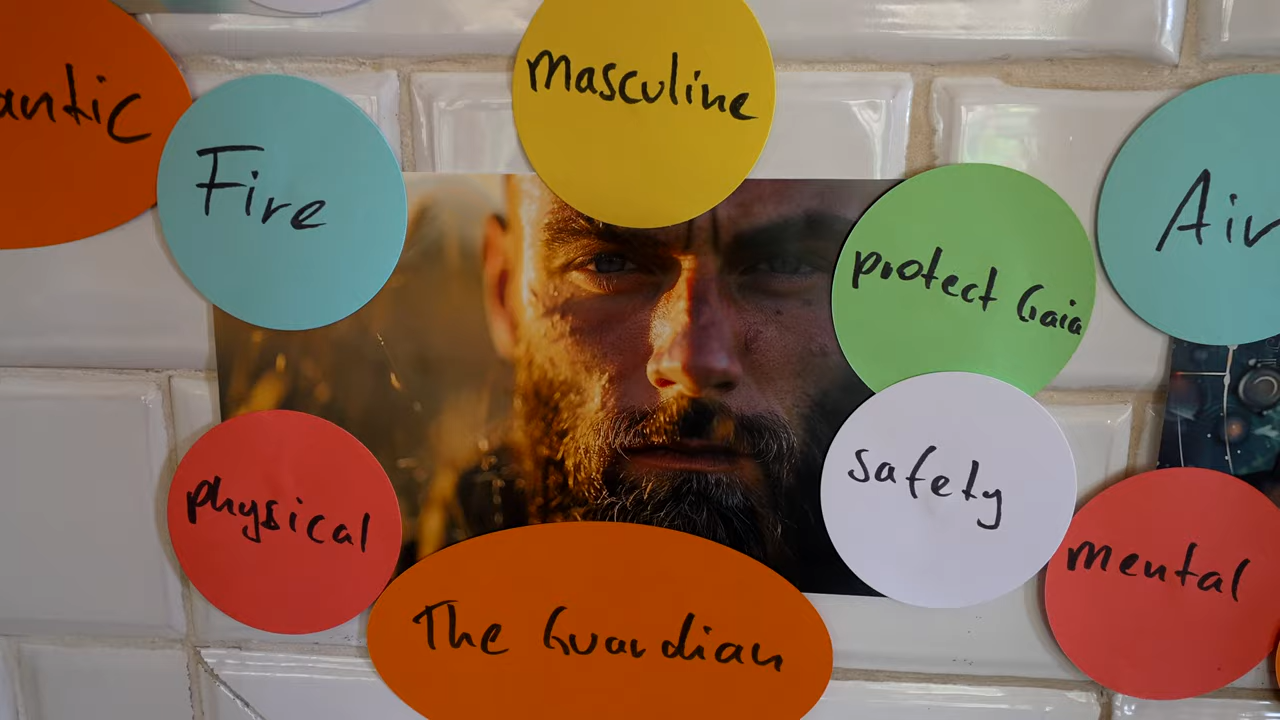 antic
Fire
Masculine
protect Gaia
Air
physical
safety
mental
The Guardian